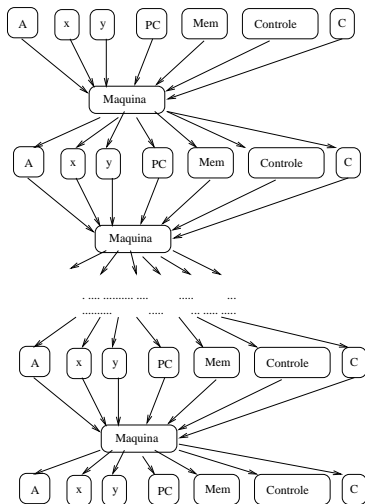 A x y PC Mem Controle C
Maquina
A x y PC Mem Controle C
Maquina
. .... ........... .... ..... ...
.......... ..... ... ..... .....
A x y PC Mem Controle C
Maquina
A x y PC Mem Controle C